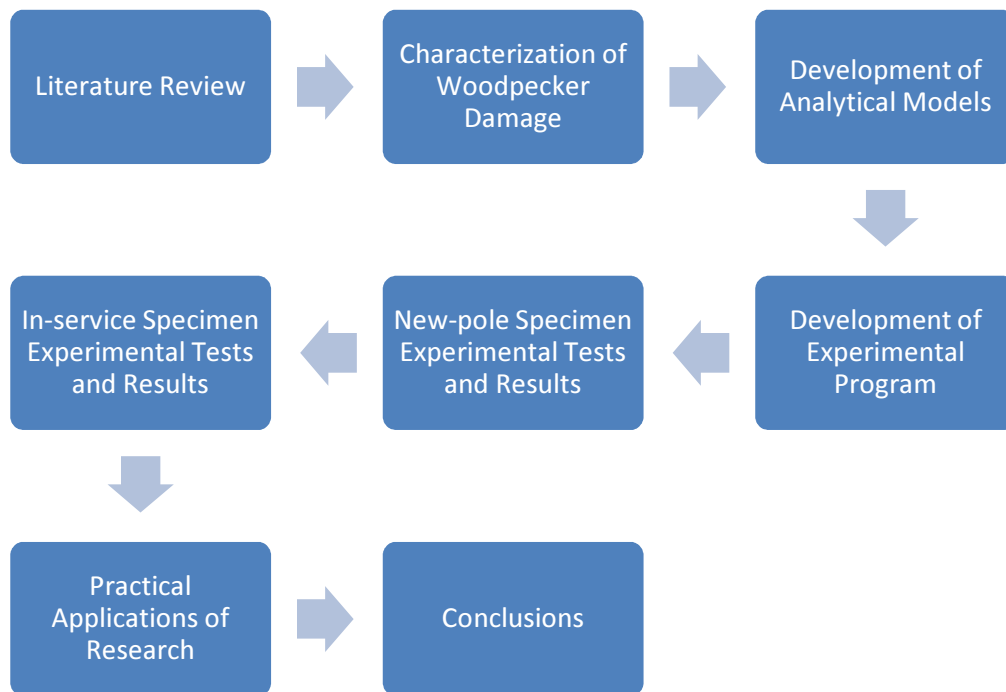 Literature Review
Characterization of
Woodpecker
Damage
Development of
Analytical Models
Development of
Experimental
Program
New-pole Specimen
Experimental Tests
and Results
In-service Specimen
Experimental Tests
and Results
Practical
Applications of
Research
Conclusions